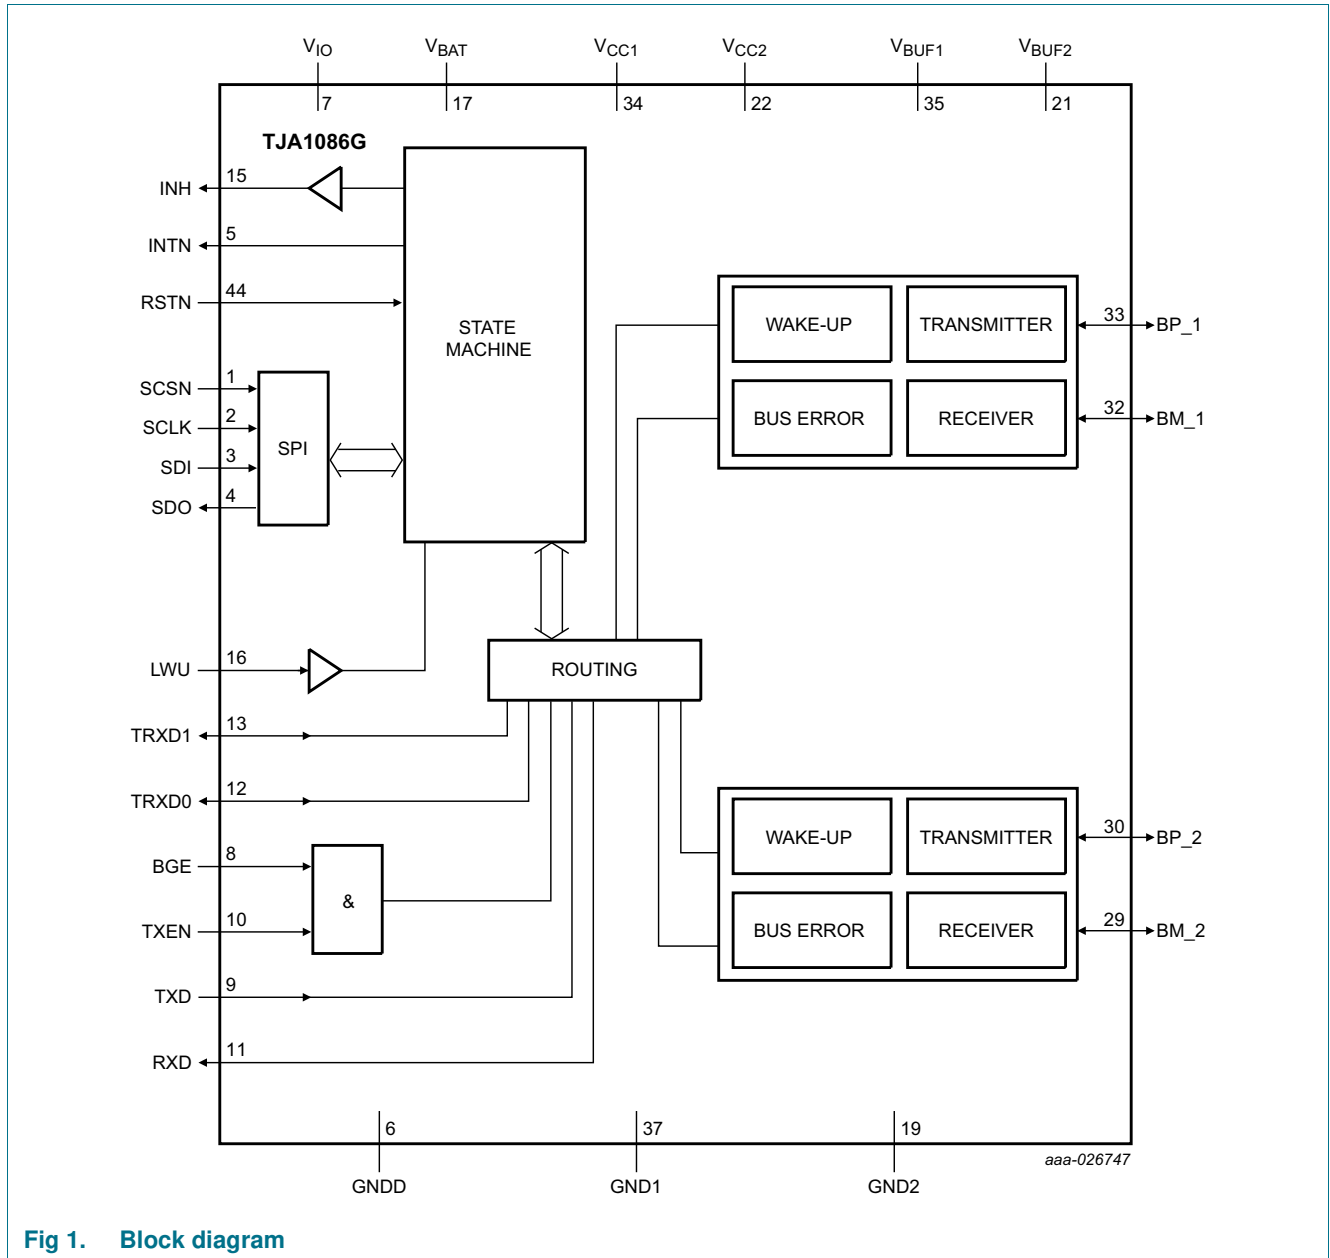 VIO VBAT VCC1 VCC2 VBUF1 VBUF2
7 17 34 22 35 21
TJA1086G
INH 15
INTN 5
RSTN 44
STATE
MACHINE
SCSN 1
SCLK 2
SDI 3
SDO 4
SPI
WAKE-UP TRANSMITTER 33 BP_1
BUS ERROR RECEIVER 32 BM_1
LWU 16
ROUTING
TRXD1 13
TRXD0 12
BGE 8
&
TXEN 10
TXD 9
RXD 11
WAKE-UP TRANSMITTER 30 BP_2
BUS ERROR RECEIVER 29 BM_2
6 37 19
aaa-026747
GNDD GND1 GND2
Fig 1. Block diagram